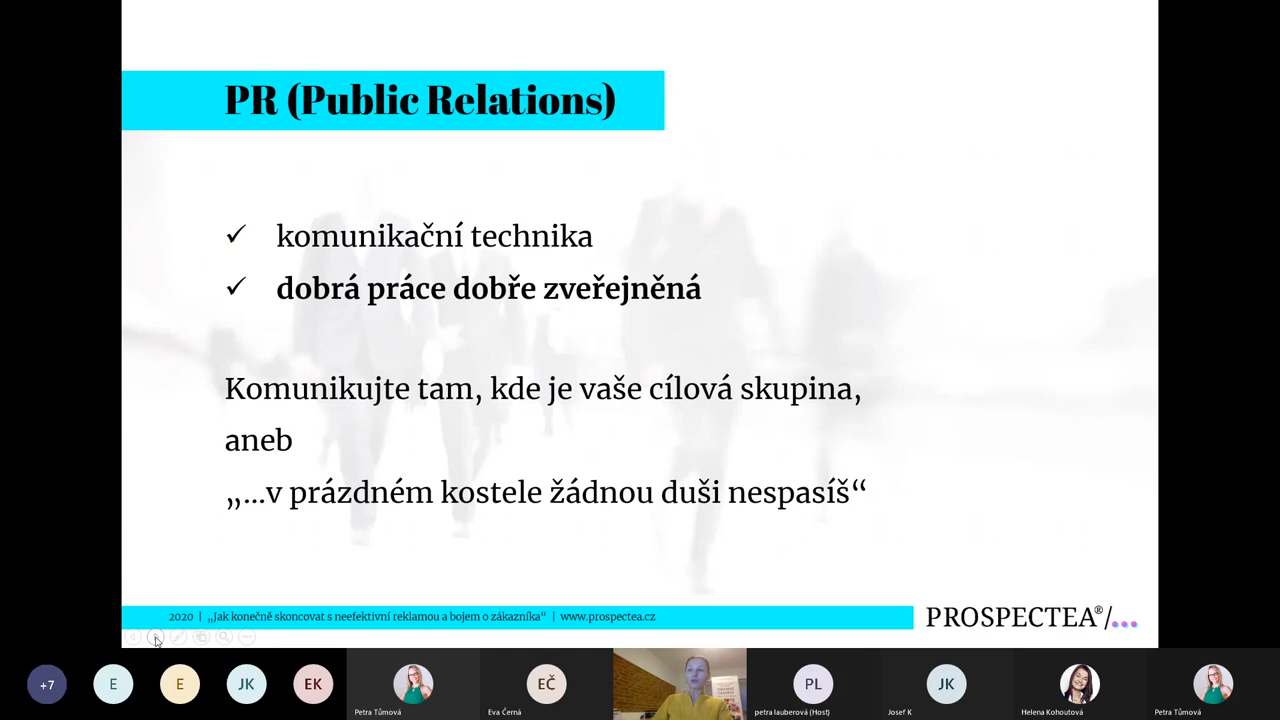 PR (Public Relations)
✓ komunikační technika
✓ dobrá práce dobře zveřejněná
Komunikujte tam, kde je vaše cílová skupina,
aneb
„...v prázdném kostele žádnou duši nespasíš“
2020 | „Jak konečně skoncovat s neefektivní reklamou a bojem o zákazníka“ | www.prospectea.cz
PROSPECTEA®/...
+7
E
E
JK
EK
Petra Tůmová
EČ
Eva Černá
PL
petra lauberová (Host)
JK
Josef K
Helena Kohoutová
Petra Tůmová